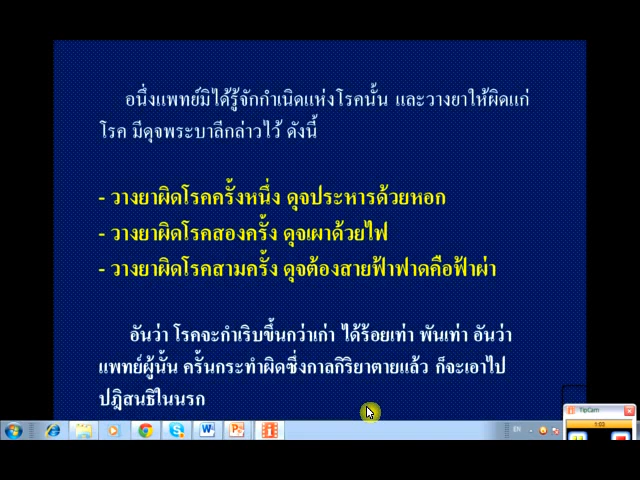 อนึ่งแพทย์มิได้รู้จักกำเนิดแห่งโรคนั้น และวางยาให้ผิดแก่
โรค มีดุจพระบาลีกล่าวไว้ ดังนี้
- วางยาผิดโรคครั้งหนึ่ง ดุจประหารด้วยหอก
- วางยาผิดโรคสองครั้ง ดุจเผาด้วยไฟ
- วางยาผิดโรคสามครั้ง ดุจต้องสายฟ้าฟาดคือฟ้าผ่า
อันว่า โรคจะกำเริบขึ้นกว่าเก่า ได้ร้อยเท่า พันเท่า อันว่า
แพทย์ผู้นั้น ครั้นกระทำผิดซึ่งกาลกิริยาตายแล้ว ก็จะเอาไป
ปฏิสนธิในนรก
TipCam
1:03
EN